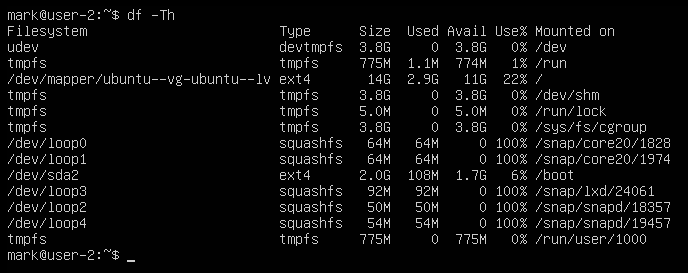 mark@user-2:~$ df -Th
Filesystem                        Type      Size  Used Avail Use% Mounted on
udev                              devtmpfs  3.8G     0  3.8G   0% /dev
tmpfs                             tmpfs     775M  1.1M  774M   1% /run
/dev/mapper/ubuntu--vg-ubuntu--lv ext4       14G  2.9G   11G  22% /
tmpfs                             tmpfs     3.8G     0  3.8G   0% /dev/shm
tmpfs                             tmpfs     5.0M     0  5.0M   0% /run/lock
tmpfs                             tmpfs     3.8G     0  3.8G   0% /sys/fs/cgroup
/dev/loop0                        squashfs   64M   64M     0 100% /snap/core20/1828
/dev/loop1                        squashfs   64M   64M     0 100% /snap/core20/1974
/dev/sda2                         ext4      2.0G  108M  1.7G   6% /boot
/dev/loop3                        squashfs   92M   92M     0 100% /snap/lxd/24061
/dev/loop2                        squashfs   50M   50M     0 100% /snap/snapd/18357
/dev/loop4                        squashfs   54M   54M     0 100% /snap/snapd/19457
tmpfs                             tmpfs     775M     0  775M   0% /run/user/1000
mark@user-2:~$ _